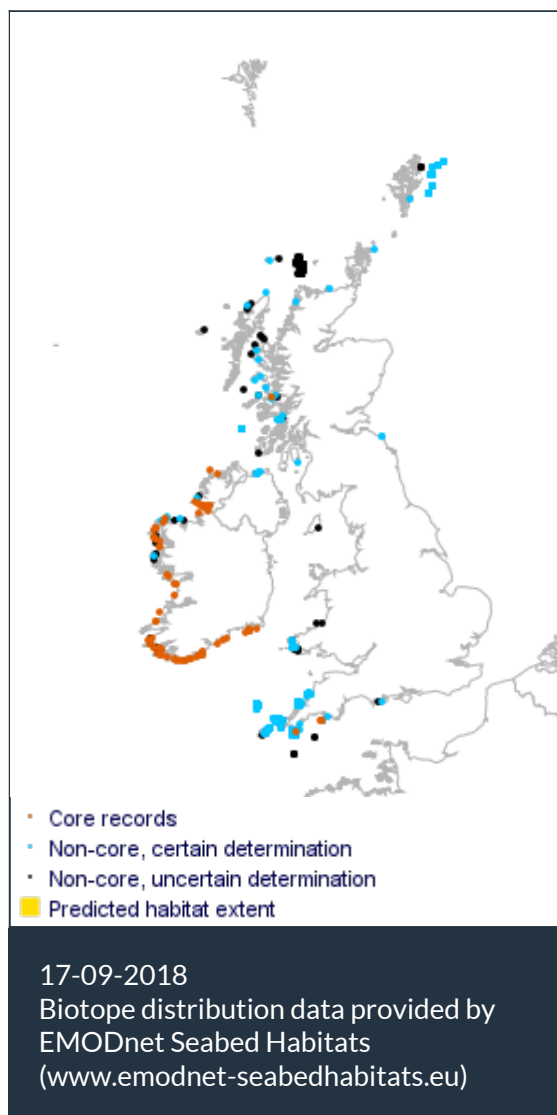 Core records
Non-core, certain determination
Non-core, uncertain determination
Predicted habitat extent
17-09-2018
Biotope distribution data provided by
EMODnet Seabed Habitats
(www.emodnet-seabedhabitats.eu)